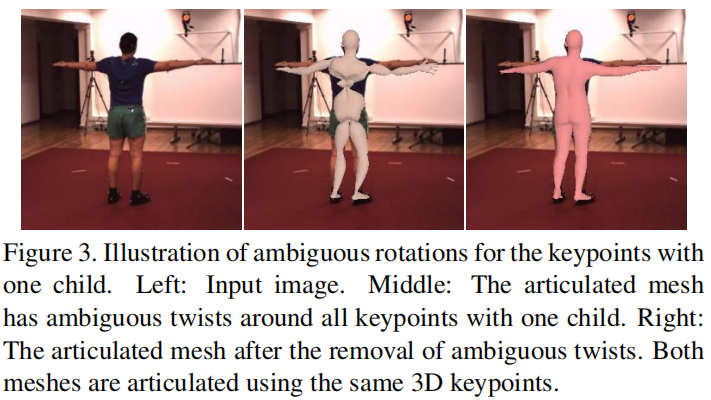 Figure 3. Illustration of ambiguous rotations for the keypoints with
one child. Left: Input image. Middle: The articulated mesh
has ambiguous twists around all keypoints with one child. Right:
The articulated mesh after the removal of ambiguous twists. Both
meshes are articulated using the same 3D keypoints.